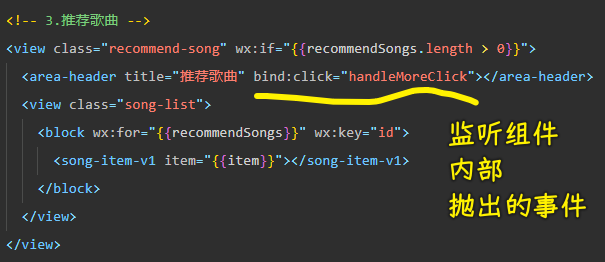 <!-- 3.推荐歌曲 -->
<view class="recommend-song" wx:if="{{recommendSongs.length > 0}}">
<area-header title="推荐歌曲" bind:click="handleMoreClick"></area-header>
<view class="song-list">
<block wx:for="{{recommendSongs}}" wx:key="id">
<song-item-v1 item="{{item}}"></song-item-v1>
</block>
</view>
</view>
监听组件
内部
抛出的事件